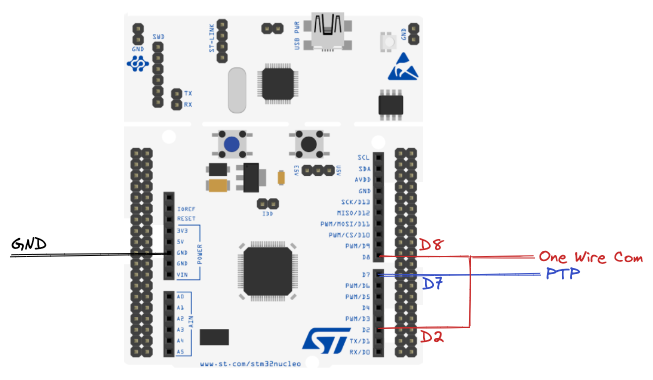 GND
SWD
TX
RX
ST-LINK
USB PWR
GND
E5V
U5V
IDD
IOREF
RESET
3V3
5V
GND
GND
VIN
POWER
A0
A1
A2
A3
A4
A5
AIN
SCL
SDA
AVDD
GND
SCK/D13
MISO/D12
PWM/MOSI/D11
PWM/CS/D10
PWM/D9
D8
D7
PWM/D6
PWM/D5
D4
PWM/D3
D2
TX/D1
RX/D0
GND
D8
One Wire Com
D7
PTP
D2
ST
www.st-com/stm32nucleo